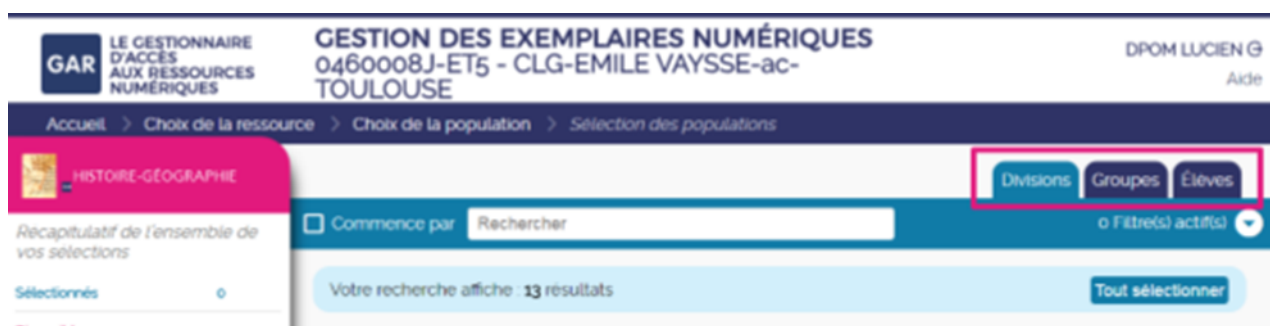 GAR
LE GESTIONNAIRE
D'ACCÈS
AUX RESSOURCES
NUMÉRIQUES
GESTION DES EXEMPLAIRES NUMÉRIQUES
0460008J-ET5 - CLG-EMILE VAYSSE-ac-
TOULOUSE
DPOM LUCIEN
Aide
Accueil > Choix de la ressource > Choix de la population > Sélection des populations
HISTOIRE-GÉOGRAPHIE
Divisions Groupes Élèves
Récapitulatif de l'ensemble de
vos sélections
Commence par Rechercher 0 Filtre(s) actif(s)
Sélectionnés 0
Votre recherche affiche : 13 résultats Tout sélectionner